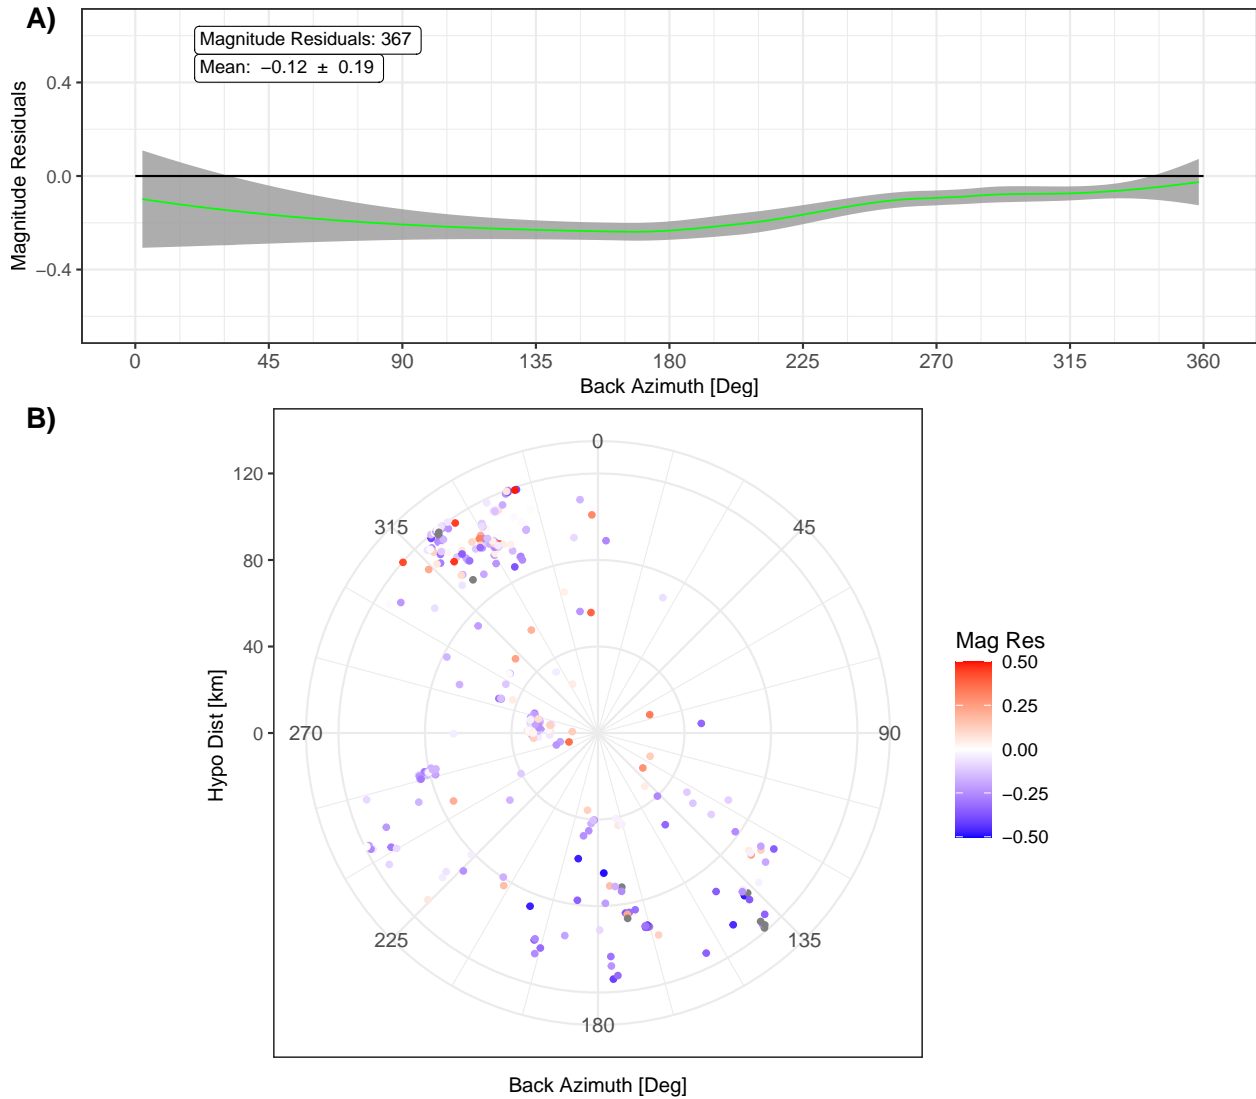 A)
Magnitude Residuals: 367
Mean: −0.12 ± 0.19
Magnitude Residuals
0.4
0.0
−0.4
0 45 90 135 180 225 270 315 360
Back Azimuth [Deg]
B)
Hypo Dist [km]
120
80
40
0
0
45
90
135
180
225
270
315
Back Azimuth [Deg]
Mag Res
0.50
0.25
0.00
−0.25
−0.50